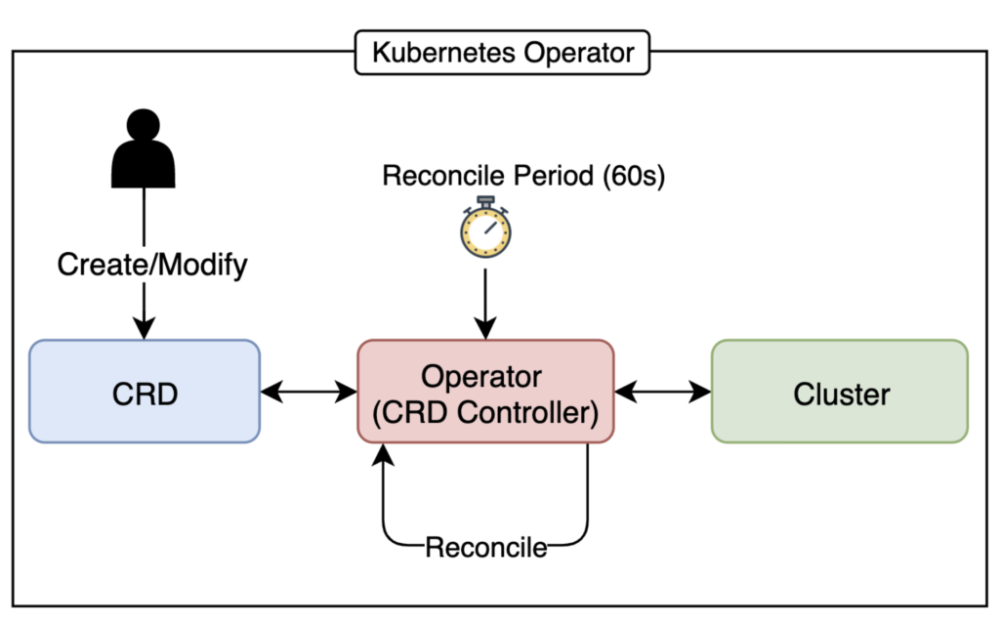 Kubernetes Operator
Reconcile Period (60s)
Create/Modify
CRD
Operator
(CRD Controller)
Cluster
Reconcile